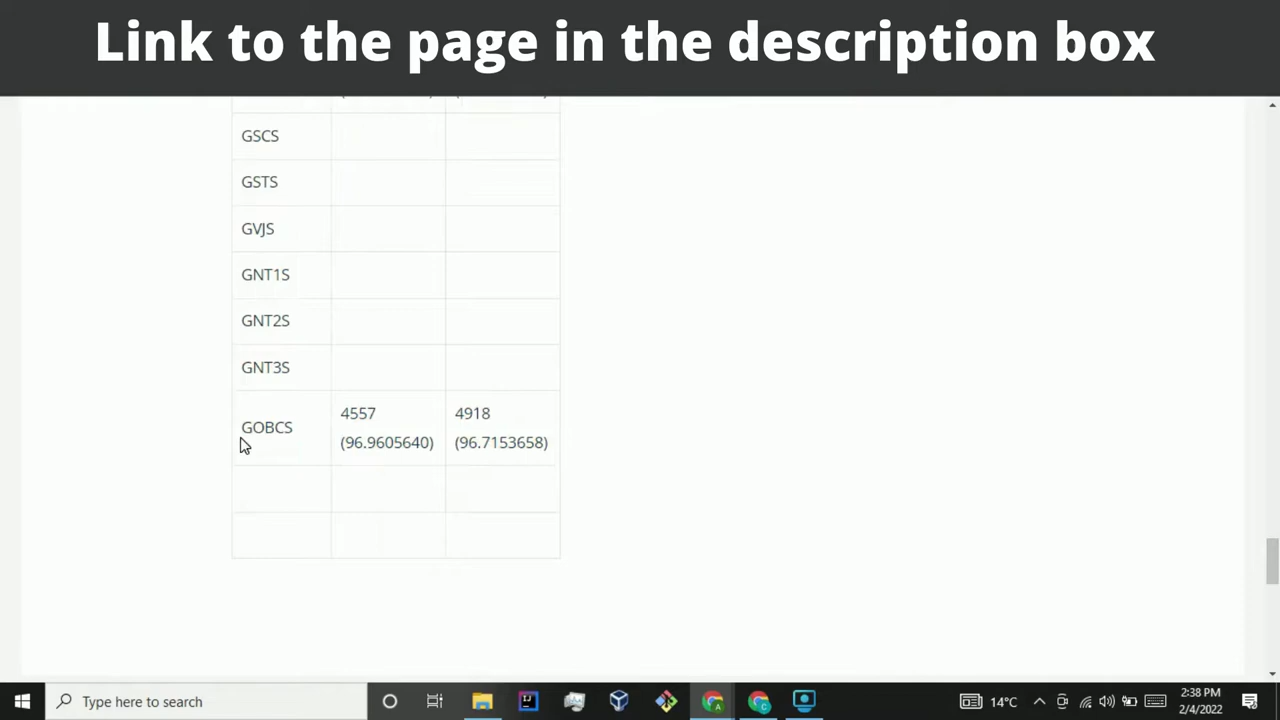 Link to the page in the description box
GSCS
GSTS
GVJS
GNT1S
GNT2S
GNT3S
GOBCS
4557
(96.9605640)
4918
(96.7153658)
Type here to search
14°C
2:38 PM
2/4/2022